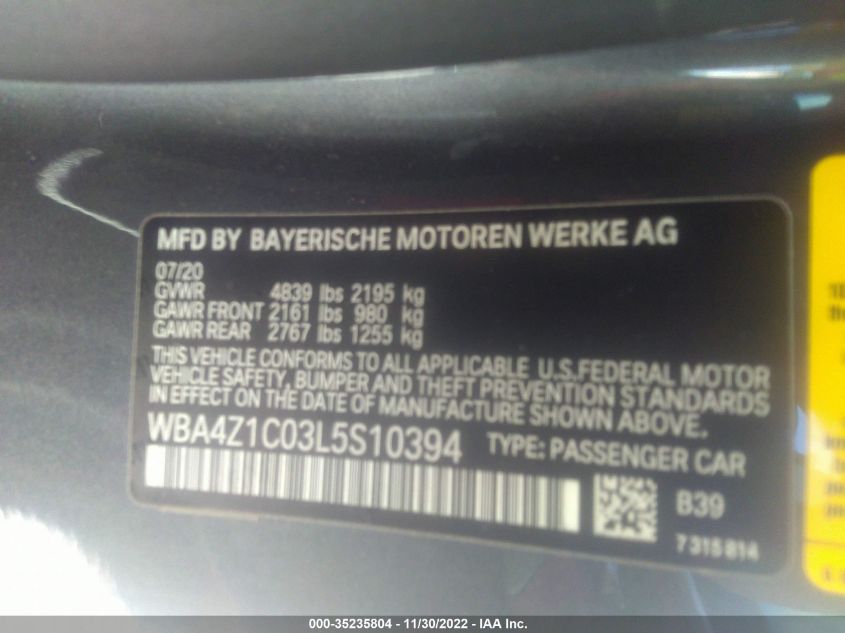 MFD BY BAYERISCHE MOTOREN WERKE AG
07/20
GVWR 4839 lbs 2195 kg
GAWR FRONT 2161 lbs 980 kg
GAWR REAR 2767 lbs 1255 kg
THIS VEHICLE CONFORMS TO ALL APPLICABLE U.S.FEDERAL MOTOR
VEHICLE SAFETY, BUMPER AND THEFT PREVENTION STANDARDS
IN EFFECT ON THE DATE OF MANUFACTURE SHOWN ABOVE.
WBA4Z1C03L5S10394 TYPE: PASSENGER CAR
B39
7315814
000-35235804 - 11/30/2022 - IAA Inc.